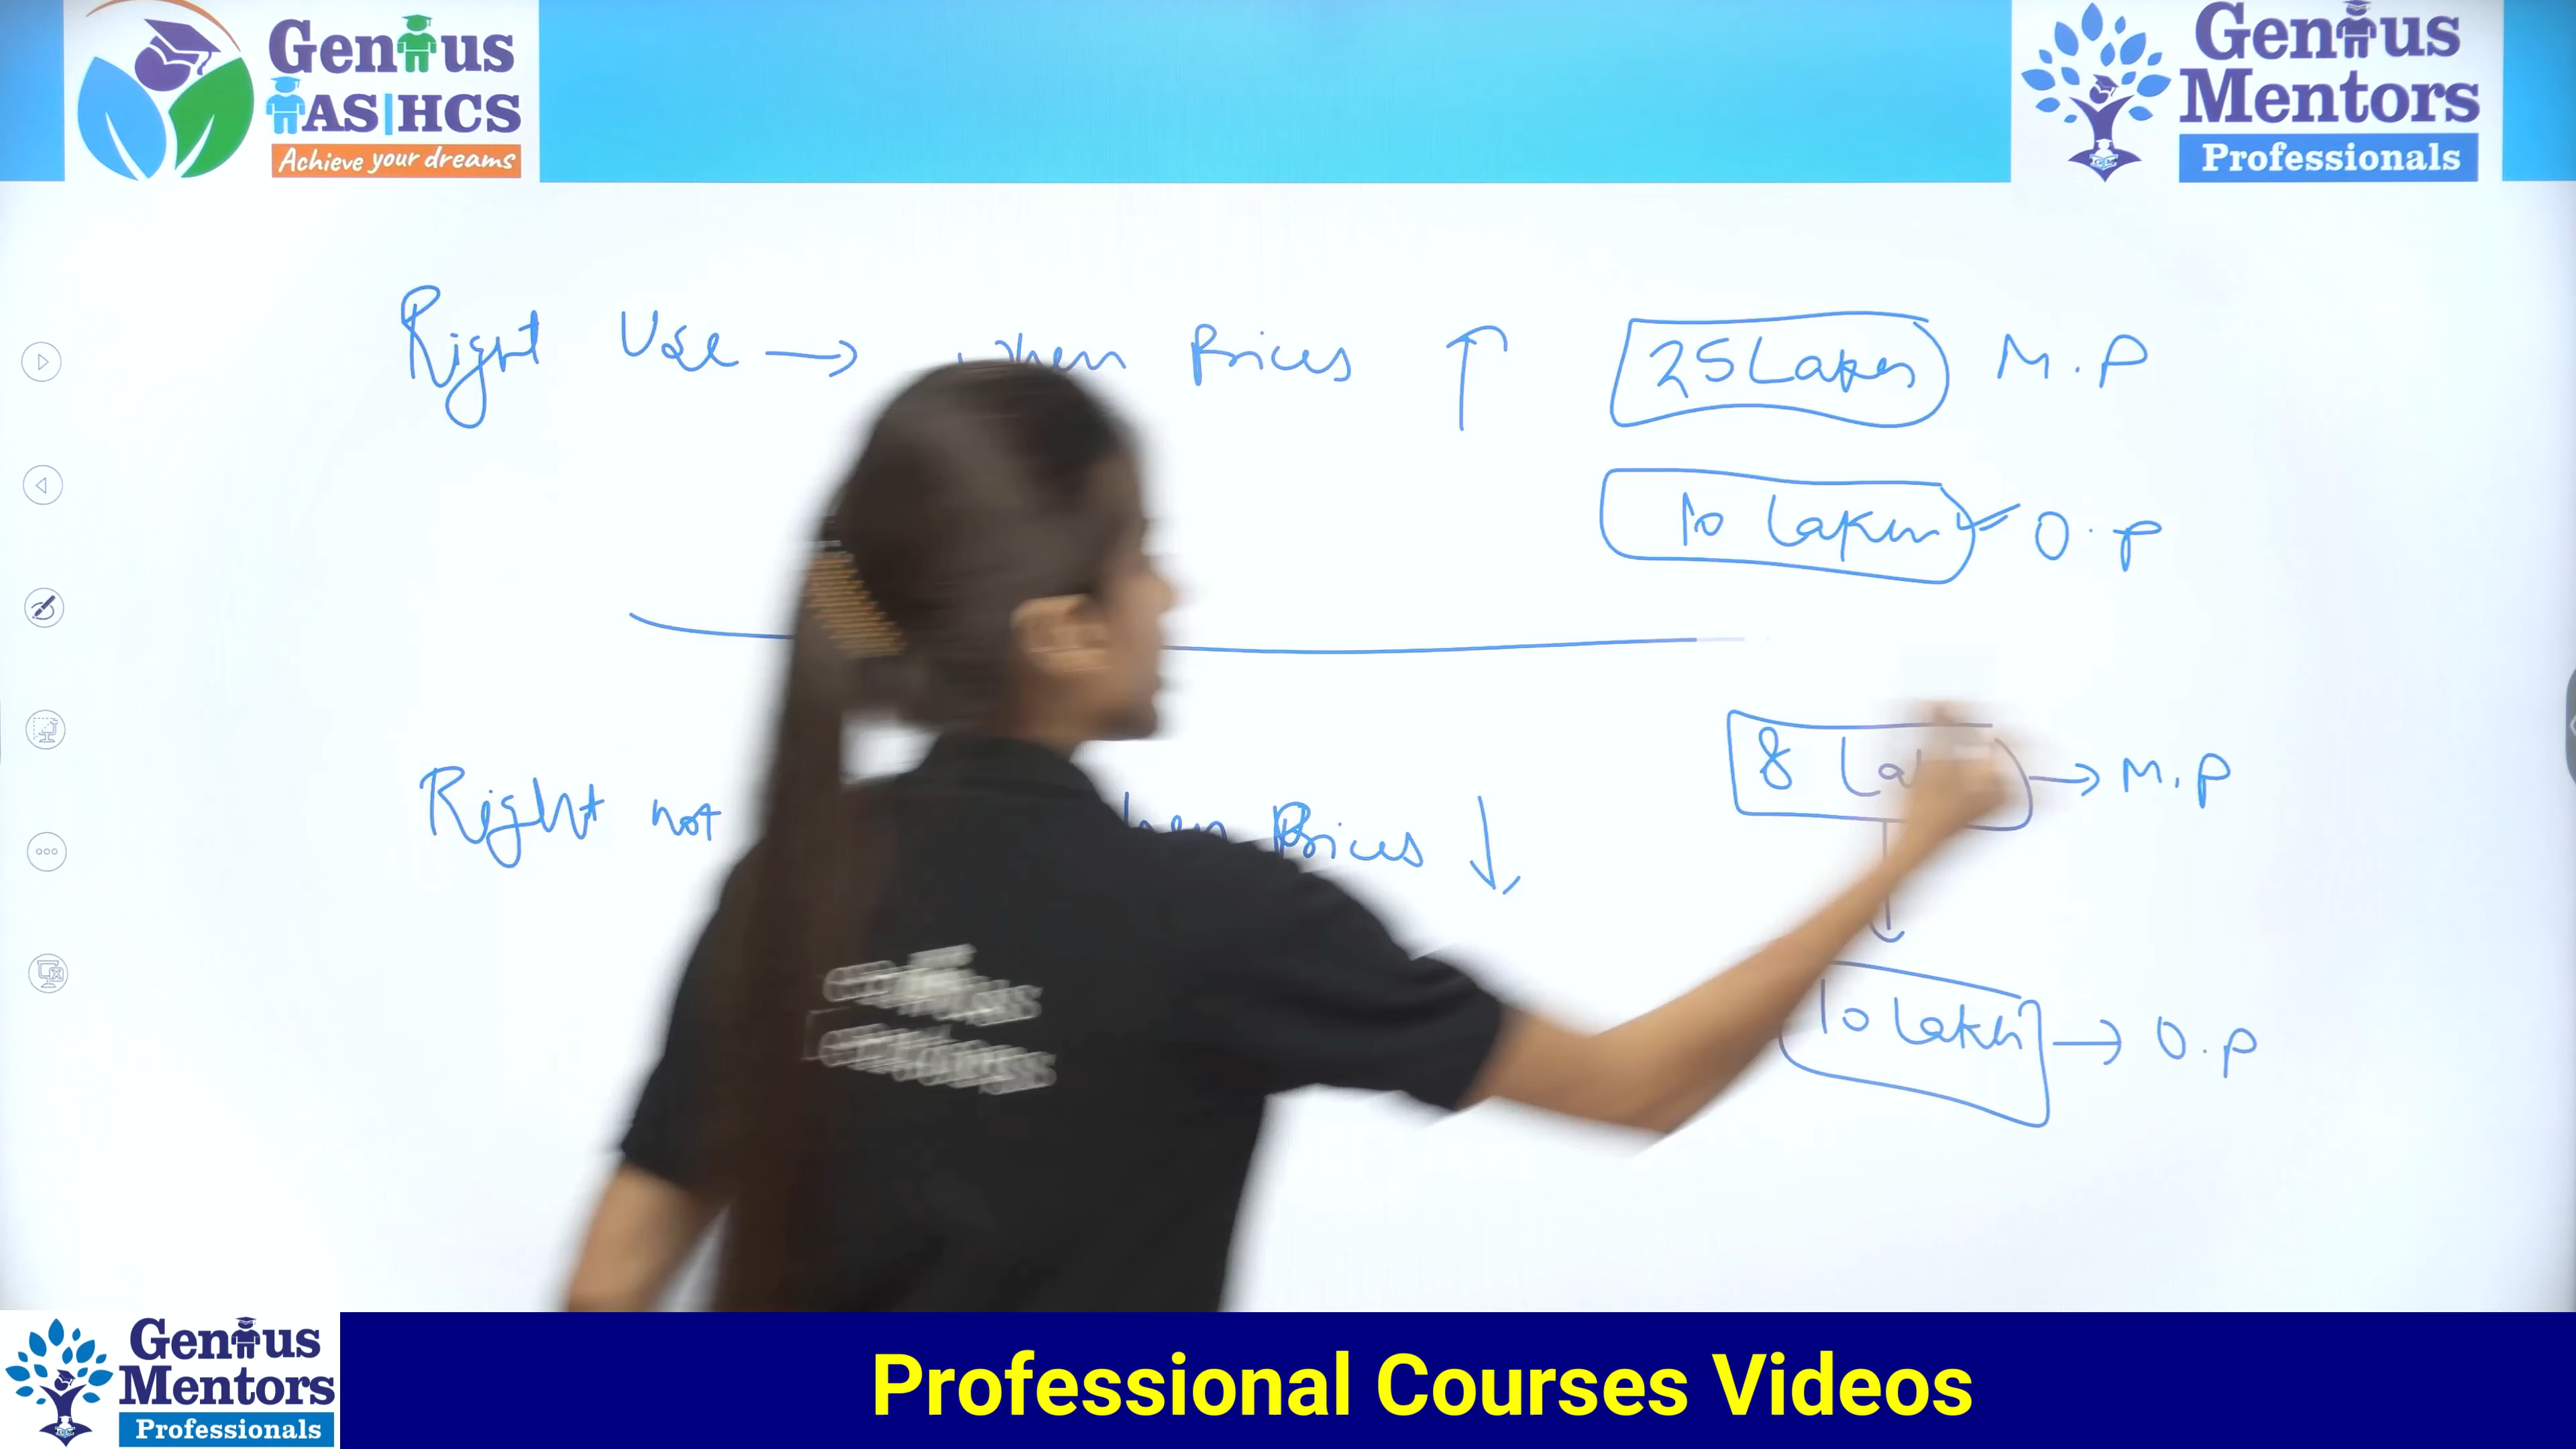 Genius
IAS|HCS
Achieve your dreams
Genius
Mentors
Professionals
Right Use → when Prices ↑ 25 Lakhs M.P
10 Lakh O.P
Right not Prices ↓ 8 → M.P
10 Lakh → O.P
Genius
Mentors
Professionals
Professional Courses Videos